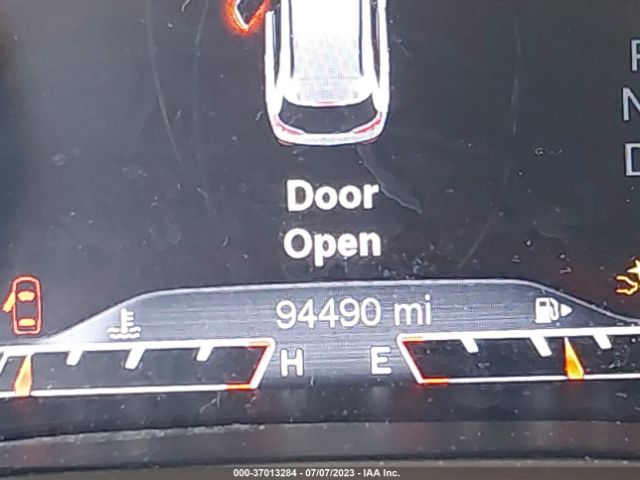 P
N
D
Door
Open
94490 mi
H E
000-37013284 - 07/07/2023 - IAA Inc.